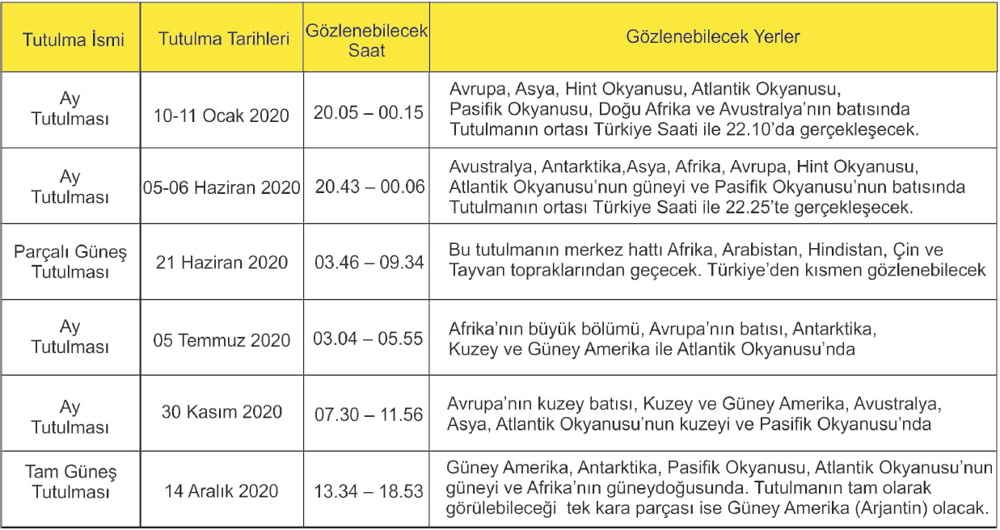 Tutulma İsmi
Tutulma Tarihleri
Gözlenebilecek
Saat
Gözlenebilecek Yerler
Ay
Tutulması
10-11 Ocak 2020
20.05 – 00.15
Avrupa, Asya, Hint Okyanusu, Atlantik Okyanusu,
Pasifik Okyanusu, Doğu Afrika ve Avustralya’nın batısında
Tutulmanın ortası Türkiye Saati ile 22.10’da gerçekleşecek.
Ay
Tutulması
05-06 Haziran 2020
20.43 – 00.06
Avustralya, Antarktika,Asya, Afrika, Avrupa, Hint Okyanusu,
Atlantik Okyanusu’nun güneyi ve Pasifik Okyanusu’nun batısında
Tutulmanın ortası Türkiye Saati ile 22.25’te gerçekleşecek.
Parçalı Güneş
Tutulması
21 Haziran 2020
03.46 – 09.34
Bu tutulmanın merkez hattı Afrika, Arabistan, Hindistan, Çin ve
Tayvan topraklarından geçecek. Türkiye’den kısmen gözlenebilecek
Ay
Tutulması
05 Temmuz 2020
03.04 – 05.55
Afrika’nın büyük bölümü, Avrupa’nın batısı, Antarktika,
Kuzey ve Güney Amerika ile Atlantik Okyanusu’nda
Ay
Tutulması
30 Kasım 2020
07.30 – 11.56
Avrupa’nın kuzey batısı, Kuzey ve Güney Amerika, Avustralya,
Asya, Atlantik Okyanusu’nun kuzeyi ve Pasifik Okyanusu’nda
Tam Güneş
Tutulması
14 Aralık 2020
13.34 – 18.53
Güney Amerika, Antarktika, Pasifik Okyanusu, Atlantik Okyanusu’nun
güneyi ve Afrika’nın güneydoğusunda. Tutulmanın tam olarak
görülebileceği tek kara parçası ise Güney Amerika (Arjantin) olacak.